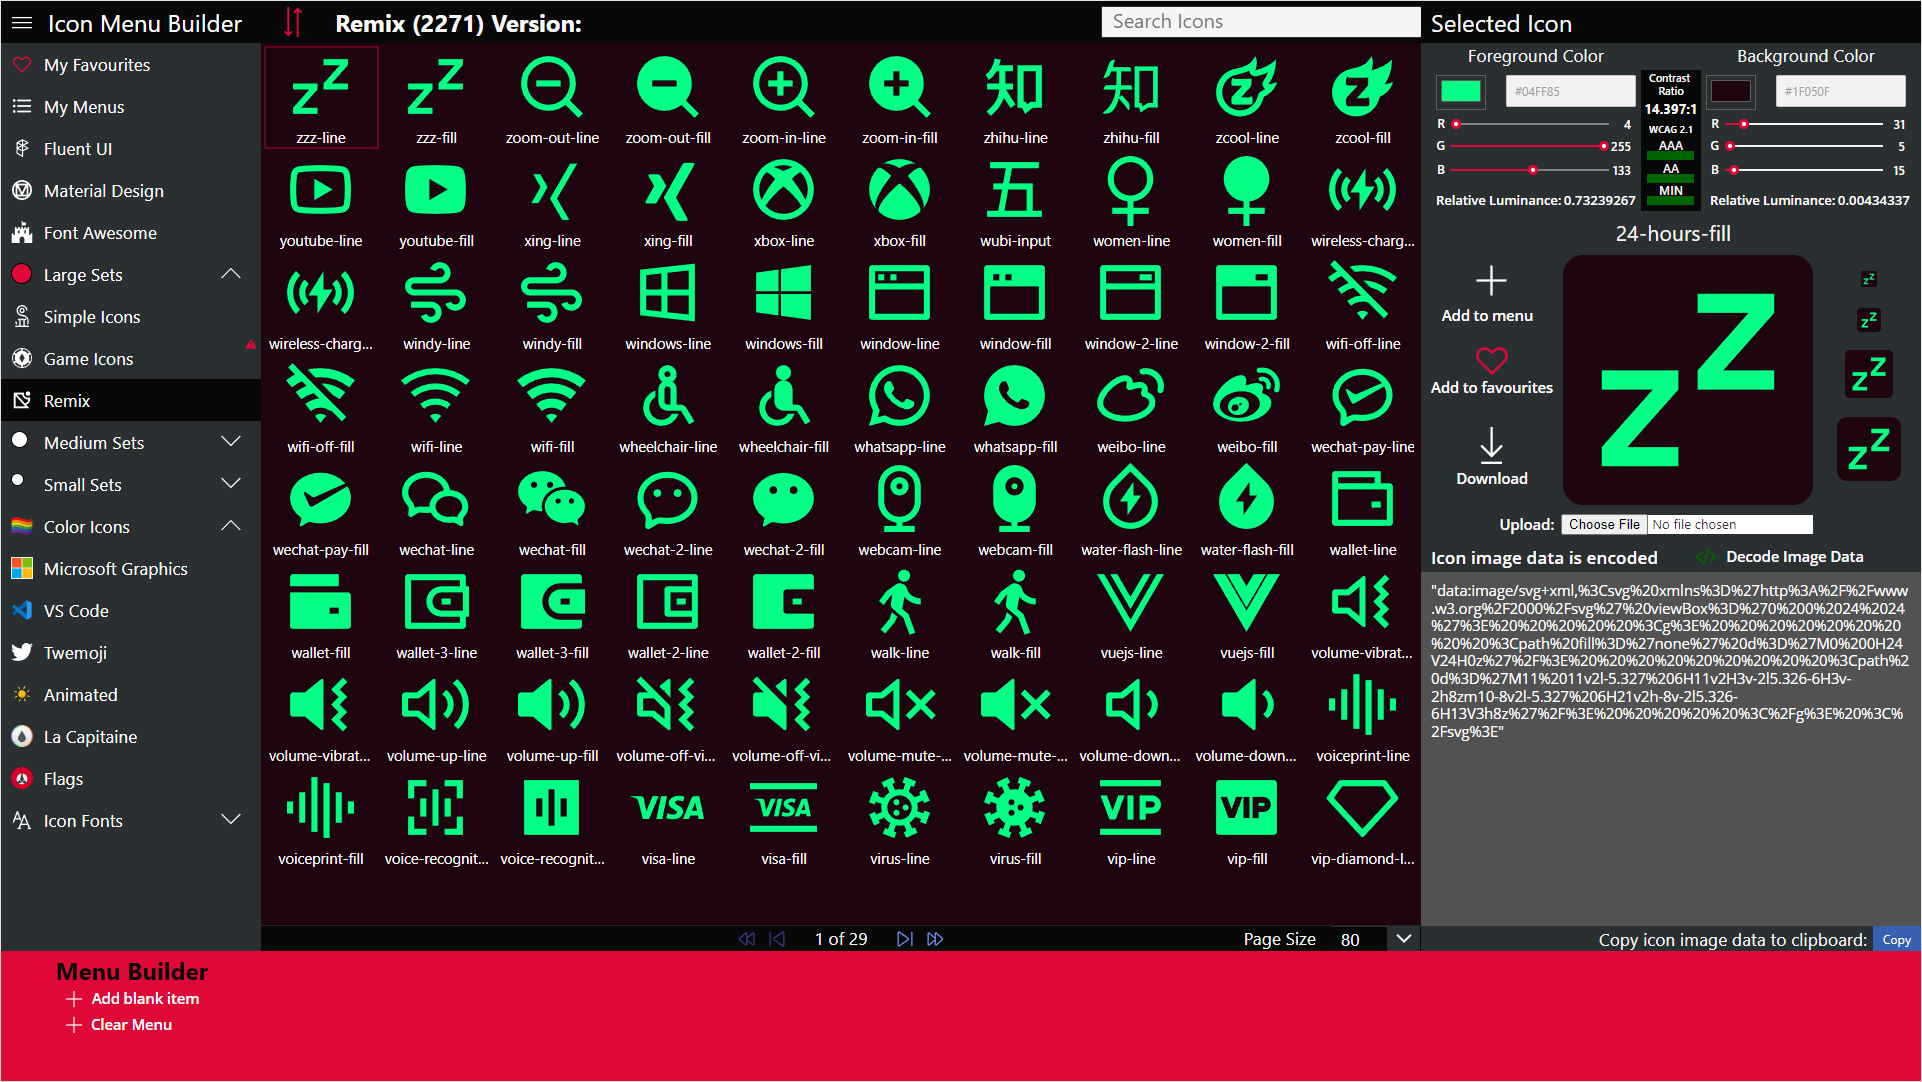 Icon Menu Builder
Remix (2271) Version:
Search Icons
Selected Icon
My Favourites
My Menus
Fluent UI
Material Design
Font Awesome
Large Sets
Simple Icons
Game Icons
Remix
Medium Sets
Small Sets
Color Icons
Microsoft Graphics
VS Code
Twemoji
Animated
La Capitaine
Flags
Icon Fonts
zzz-line zzz-fill zoom-out-line zoom-out-fill zoom-in-line zoom-in-fill 知 zhihu-line 知 zhihu-fill zcool-line zcool-fill
youtube-line youtube-fill xing-line xing-fill xbox-line xbox-fill 五 wubi-input women-line women-fill wireless-charg...
wireless-charg... windy-line windy-fill windows-line windows-fill window-line window-fill window-2-line window-2-fill wifi-off-line
wifi-off-fill wifi-line wifi-fill wheelchair-line wheelchair-fill whatsapp-line whatsapp-fill weibo-line weibo-fill wechat-pay-line
wechat-pay-fill wechat-line wechat-fill wechat-2-line wechat-2-fill webcam-line webcam-fill water-flash-line water-flash-fill wallet-line
wallet-fill wallet-3-line wallet-3-fill wallet-2-line wallet-2-fill walk-line walk-fill vuejs-line vuejs-fill volume-vibrat...
volume-vibrat... volume-up-line volume-up-fill volume-off-vi... volume-off-vi... volume-mute-... volume-mute-... volume-down... volume-down... voiceprint-line
VISA VISA VIP VIP
voiceprint-fill voice-recognit... voice-recognit... visa-line visa-fill virus-line virus-fill vip-line vip-fill vip-diamond-l...
1 of 29
Page Size 80
Foreground Color
Background Color
#04FF85
Contrast
Ratio
14.397:1
WCAG 2.1
AAA
AA
MIN
#1F050F
R 4
G 255
B 133
R 31
G 5
B 15
Relative Luminance: 0.73239267
Relative Luminance: 0.00434337
24-hours-fill
Add to menu
Add to favourites
Download
Upload: Choose File No file chosen
Icon image data is encoded
Decode Image Data
"data:image/svg+xml,%3Csvg%20xmlns%3D%27http%3A%2F%2Fwww
.w3.org%2F2000%2Fsvg%27%20viewBox%3D%270%200%2024%2024
%27%3E%20%20%20%20%20%3Cg%3E%20%20%20%20%20%20%20
%20%20%3Cpath%20fill%3D%27none%27%20d%3D%27M0%200H24
V24H0z%27%2F%3E%20%20%20%20%20%20%20%20%20%3Cpath%2
0d%3D%27M11%2011v2l-5.327%206H11v2H3v-2l5.326-6H3v-
2h8zm10-8v2l-5.327%206H21v2h-8v-2l5.326-
6H13V3h8z%27%2F%3E%20%20%20%20%20%3C%2Fg%3E%20%3C%
2Fsvg%3E"
Copy icon image data to clipboard: Copy
Menu Builder
Add blank item
Clear Menu